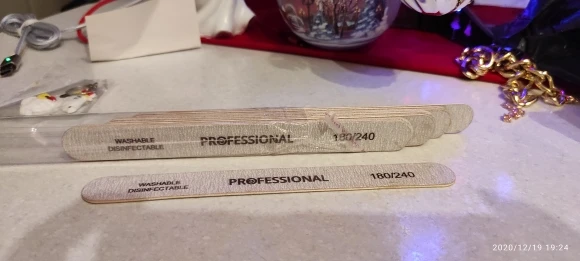 WASHABLE
DISINFECTABLE
PROFESSIONAL
180/240
WASHABLE
DISINFECTABLE
PROFESSIONAL
180/240
2020/12/19 19:24